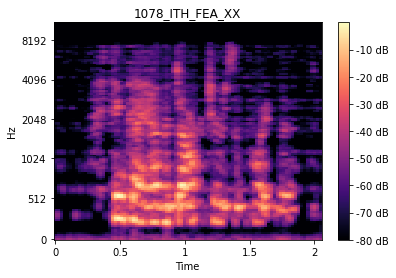 1078_ITH_FEA_XX
8192
4096
2048
1024
512
0
Hz
0
0.5
1
1.5
2
Time
-10 dB
-20 dB
-30 dB
-40 dB
-50 dB
-60 dB
-70 dB
-80 dB